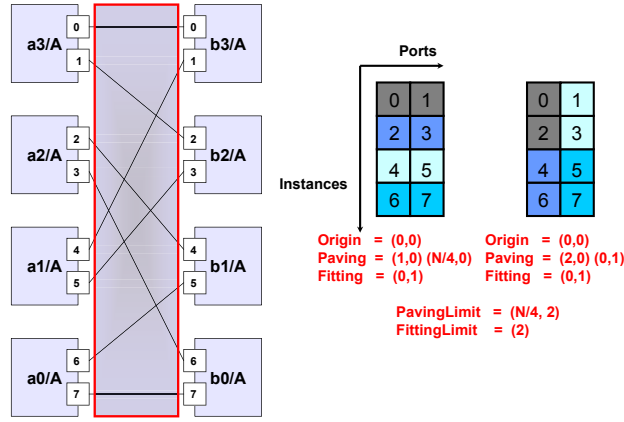 a3/A
0
1
0
1
b3/A
a2/A
2
3
2
3
b2/A
a1/A
4
5
4
5
b1/A
a0/A
6
7
6
7
b0/A
Ports
Instances
0 1
2 3
4 5
6 7
0 1
2 3
4 5
6 7
Origin = (0,0)
Paving = (1,0) (N/4,0)
Fitting = (0,1)
Origin = (0,0)
Paving = (2,0) (0,1)
Fitting = (0,1)
PavingLimit = (N/4, 2)
FittingLimit = (2)